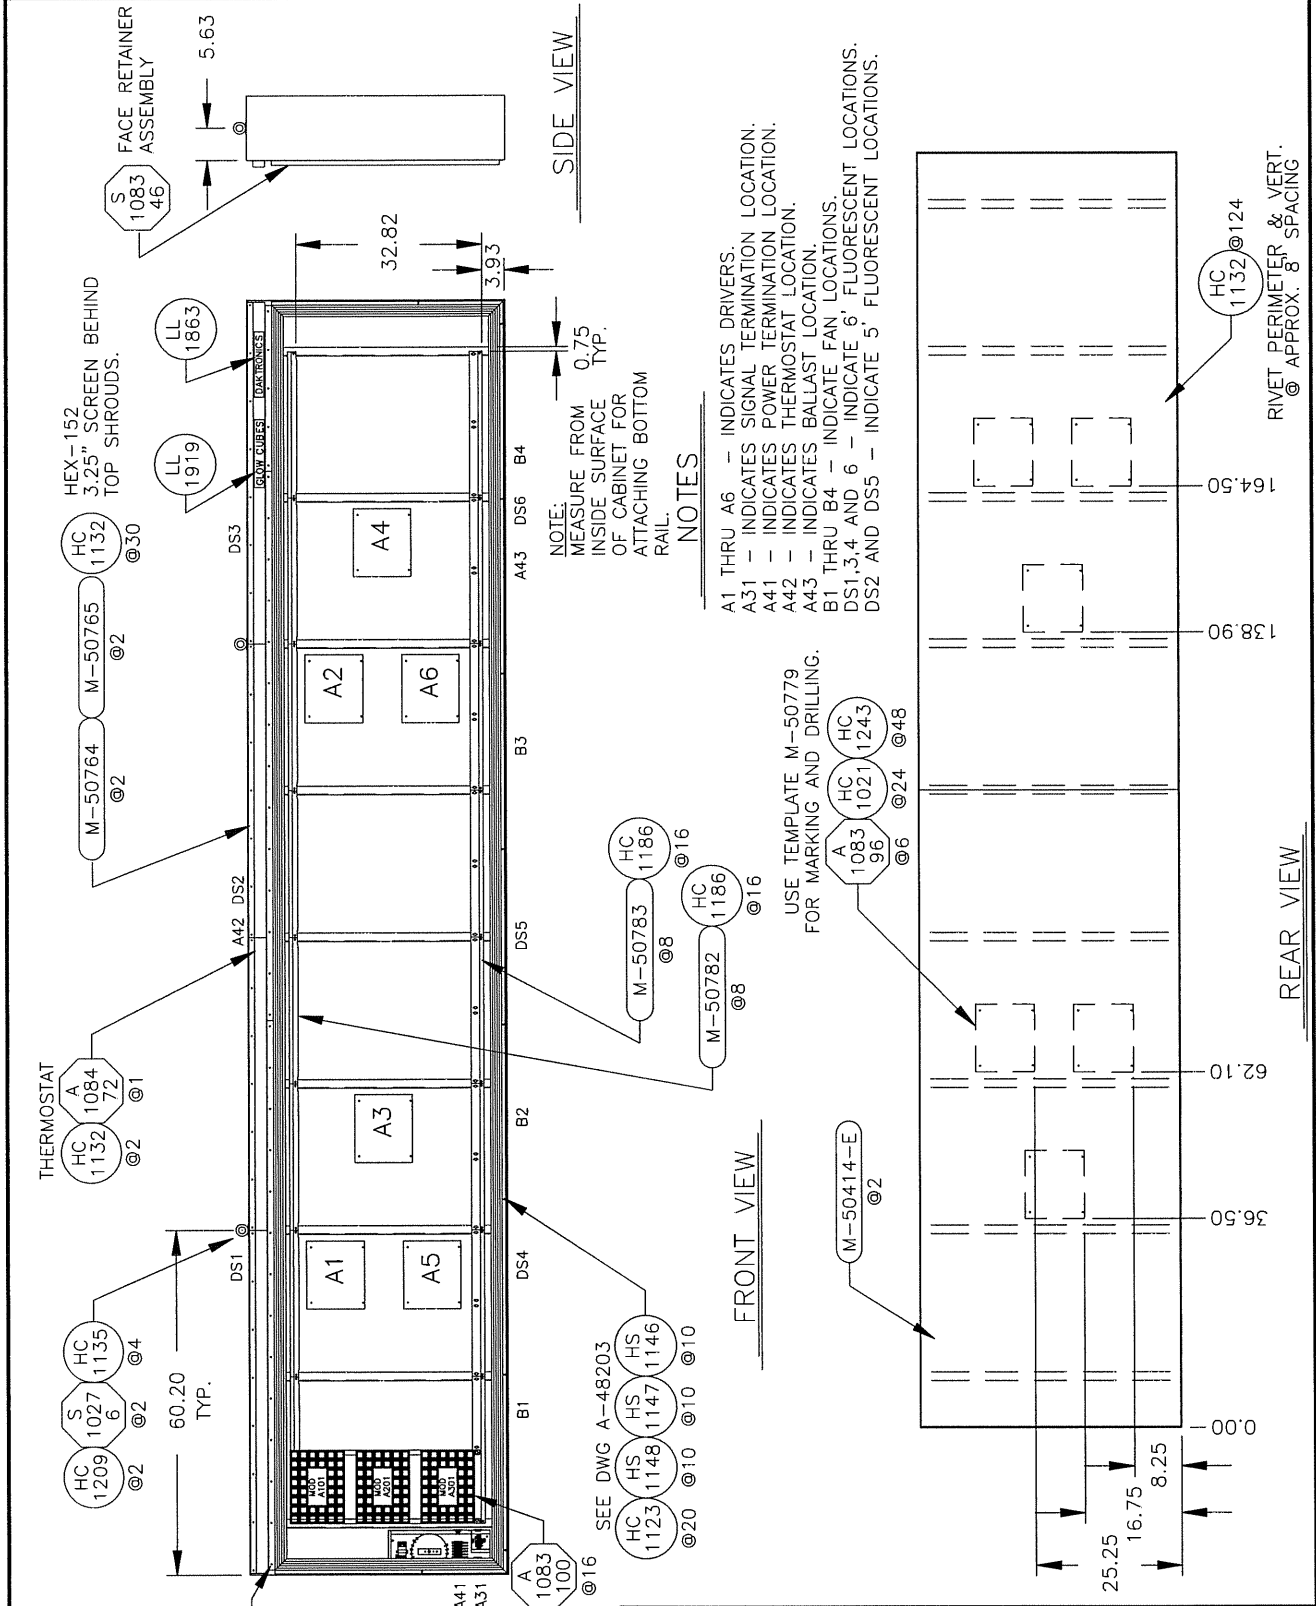 THERMOSTAT
HC
1132
@2
A
1084
72
@1
M-50764
@2
M-50765
@2
HC
1132
@30
HEX-152
3.25" SCREEN BEHIND
TOP SHROUDS.
LL
1919
LL
1863
S
1083
46
FACE RETAINER
ASSEMBLY
5.63
HC
1209
@2
S
1027
6
@2
HC
1135
@4
60.20
TYP.
DS1
A42
DS2
DS3
GLOW CUBES
DAKTRONICS
32.82
3.93
SIDE VIEW
MOD
A101
MOD
A201
MOD
A301
A1
A5
A3
A2
A6
A4
A41
A31
B1
DS4
B2
DS5
B3
A43
DS6
B4
A
1083
100
@16
SEE DWG A-48203
HC
1123
@20
HS
1148
@10
HS
1147
@10
HS
1146
@10
M-50783
@8
HC
1186
@16
M-50782
@8
HC
1186
@16
NOTE:
MEASURE FROM
INSIDE SURFACE
OF CABINET FOR
ATTACHING BOTTOM
RAIL.
0.75
TYP.
FRONT VIEW
NOTES
A1 THRU A6 - INDICATES DRIVERS.
A31 - INDICATES SIGNAL TERMINATION LOCATION.
A41 - INDICATES POWER TERMINATION LOCATION.
A42 - INDICATES THERMOSTAT LOCATION.
A43 - INDICATES BALLAST LOCATION.
B1 THRU B4 - INDICATE FAN LOCATIONS.
DS1,3,4 AND 6 - INDICATE 6' FLUORESCENT LOCATIONS.
DS2 AND DS5 - INDICATE 5' FLUORESCENT LOCATIONS.
USE TEMPLATE M-50779
FOR MARKING AND DRILLING.
A
1083
96
@6
HC
1021
@24
HC
1243
@48
M-50414-E
@2
25.25
16.75
8.25
0.00
36.50
62.10
138.90
164.50
HC
1132
@124
RIVET PERIMETER & VERT.
@ APPROX. 8" SPACING
REAR VIEW